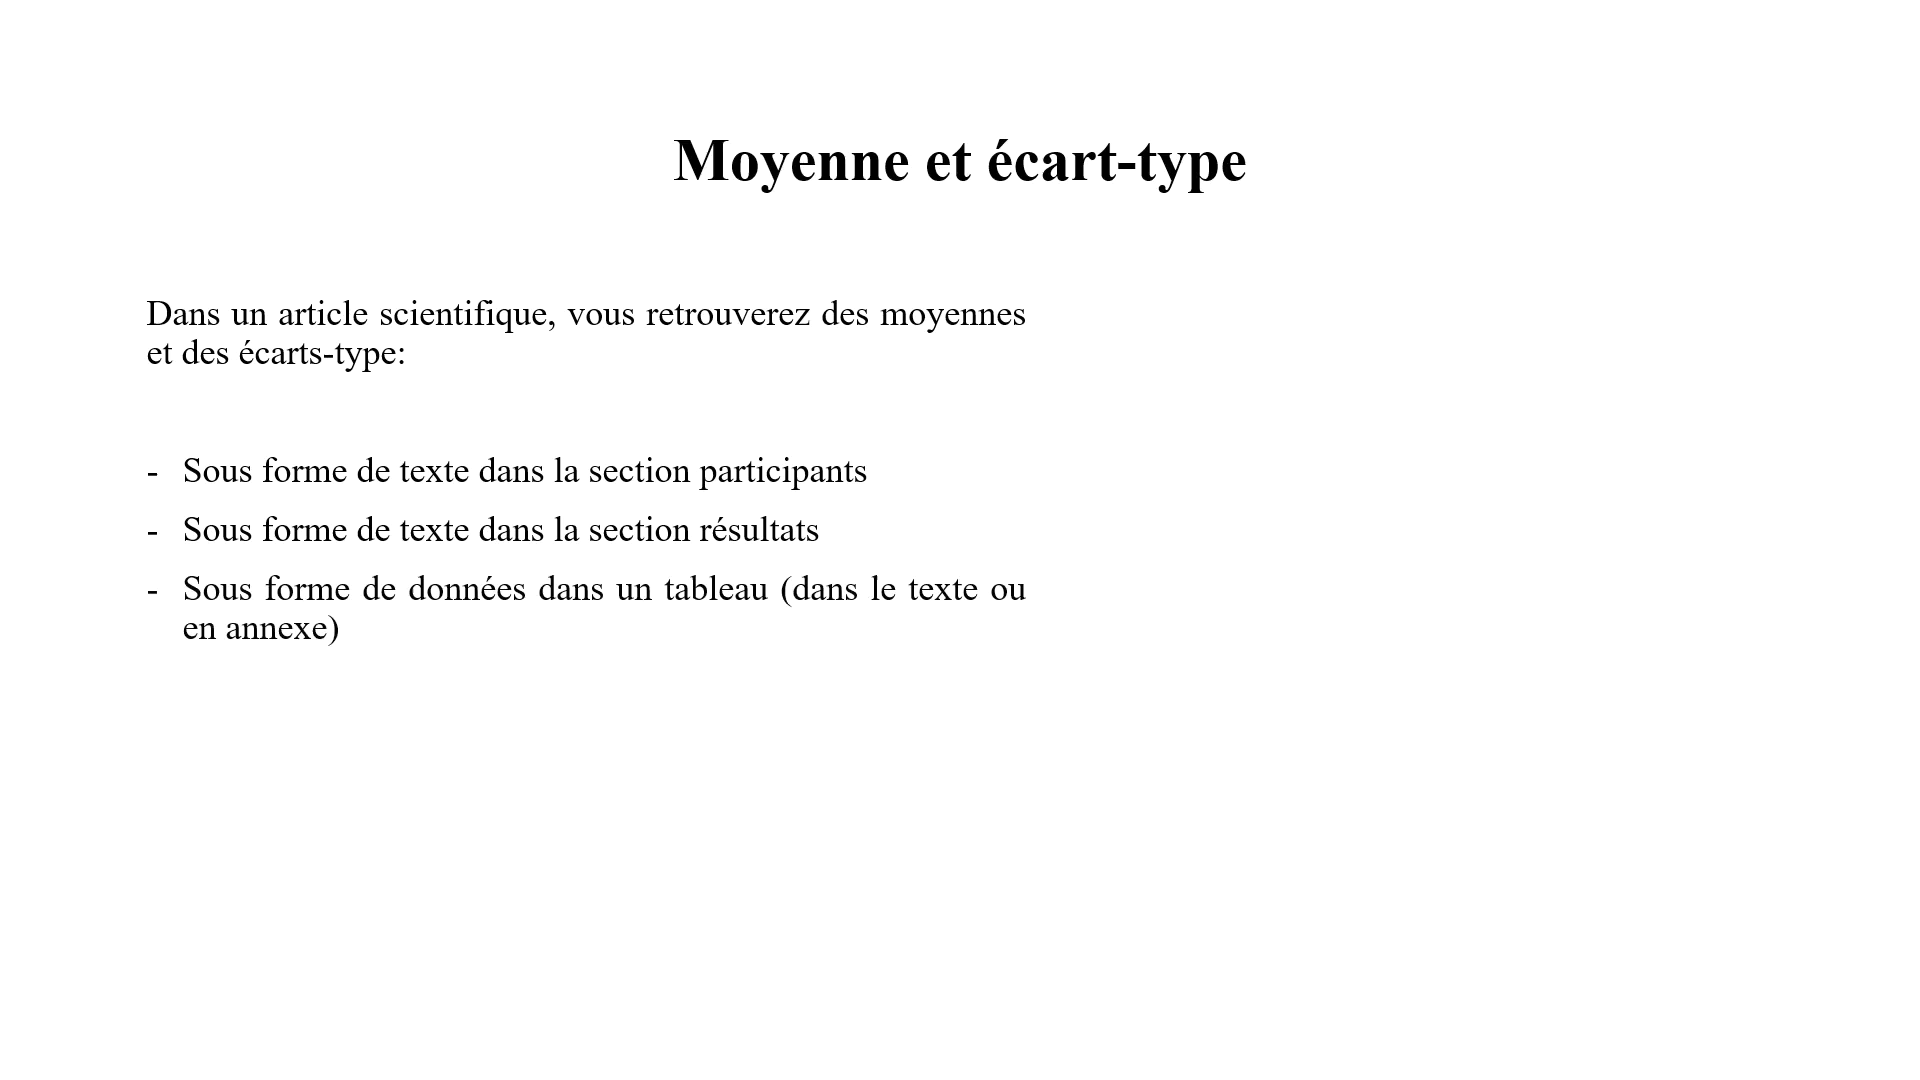 Moyenne et écart-type
Dans un article scientifique, vous retrouverez des moyennes
et des écarts-type:
- Sous forme de texte dans la section participants
- Sous forme de texte dans la section résultats
- Sous forme de données dans un tableau (dans le texte ou
en annexe)